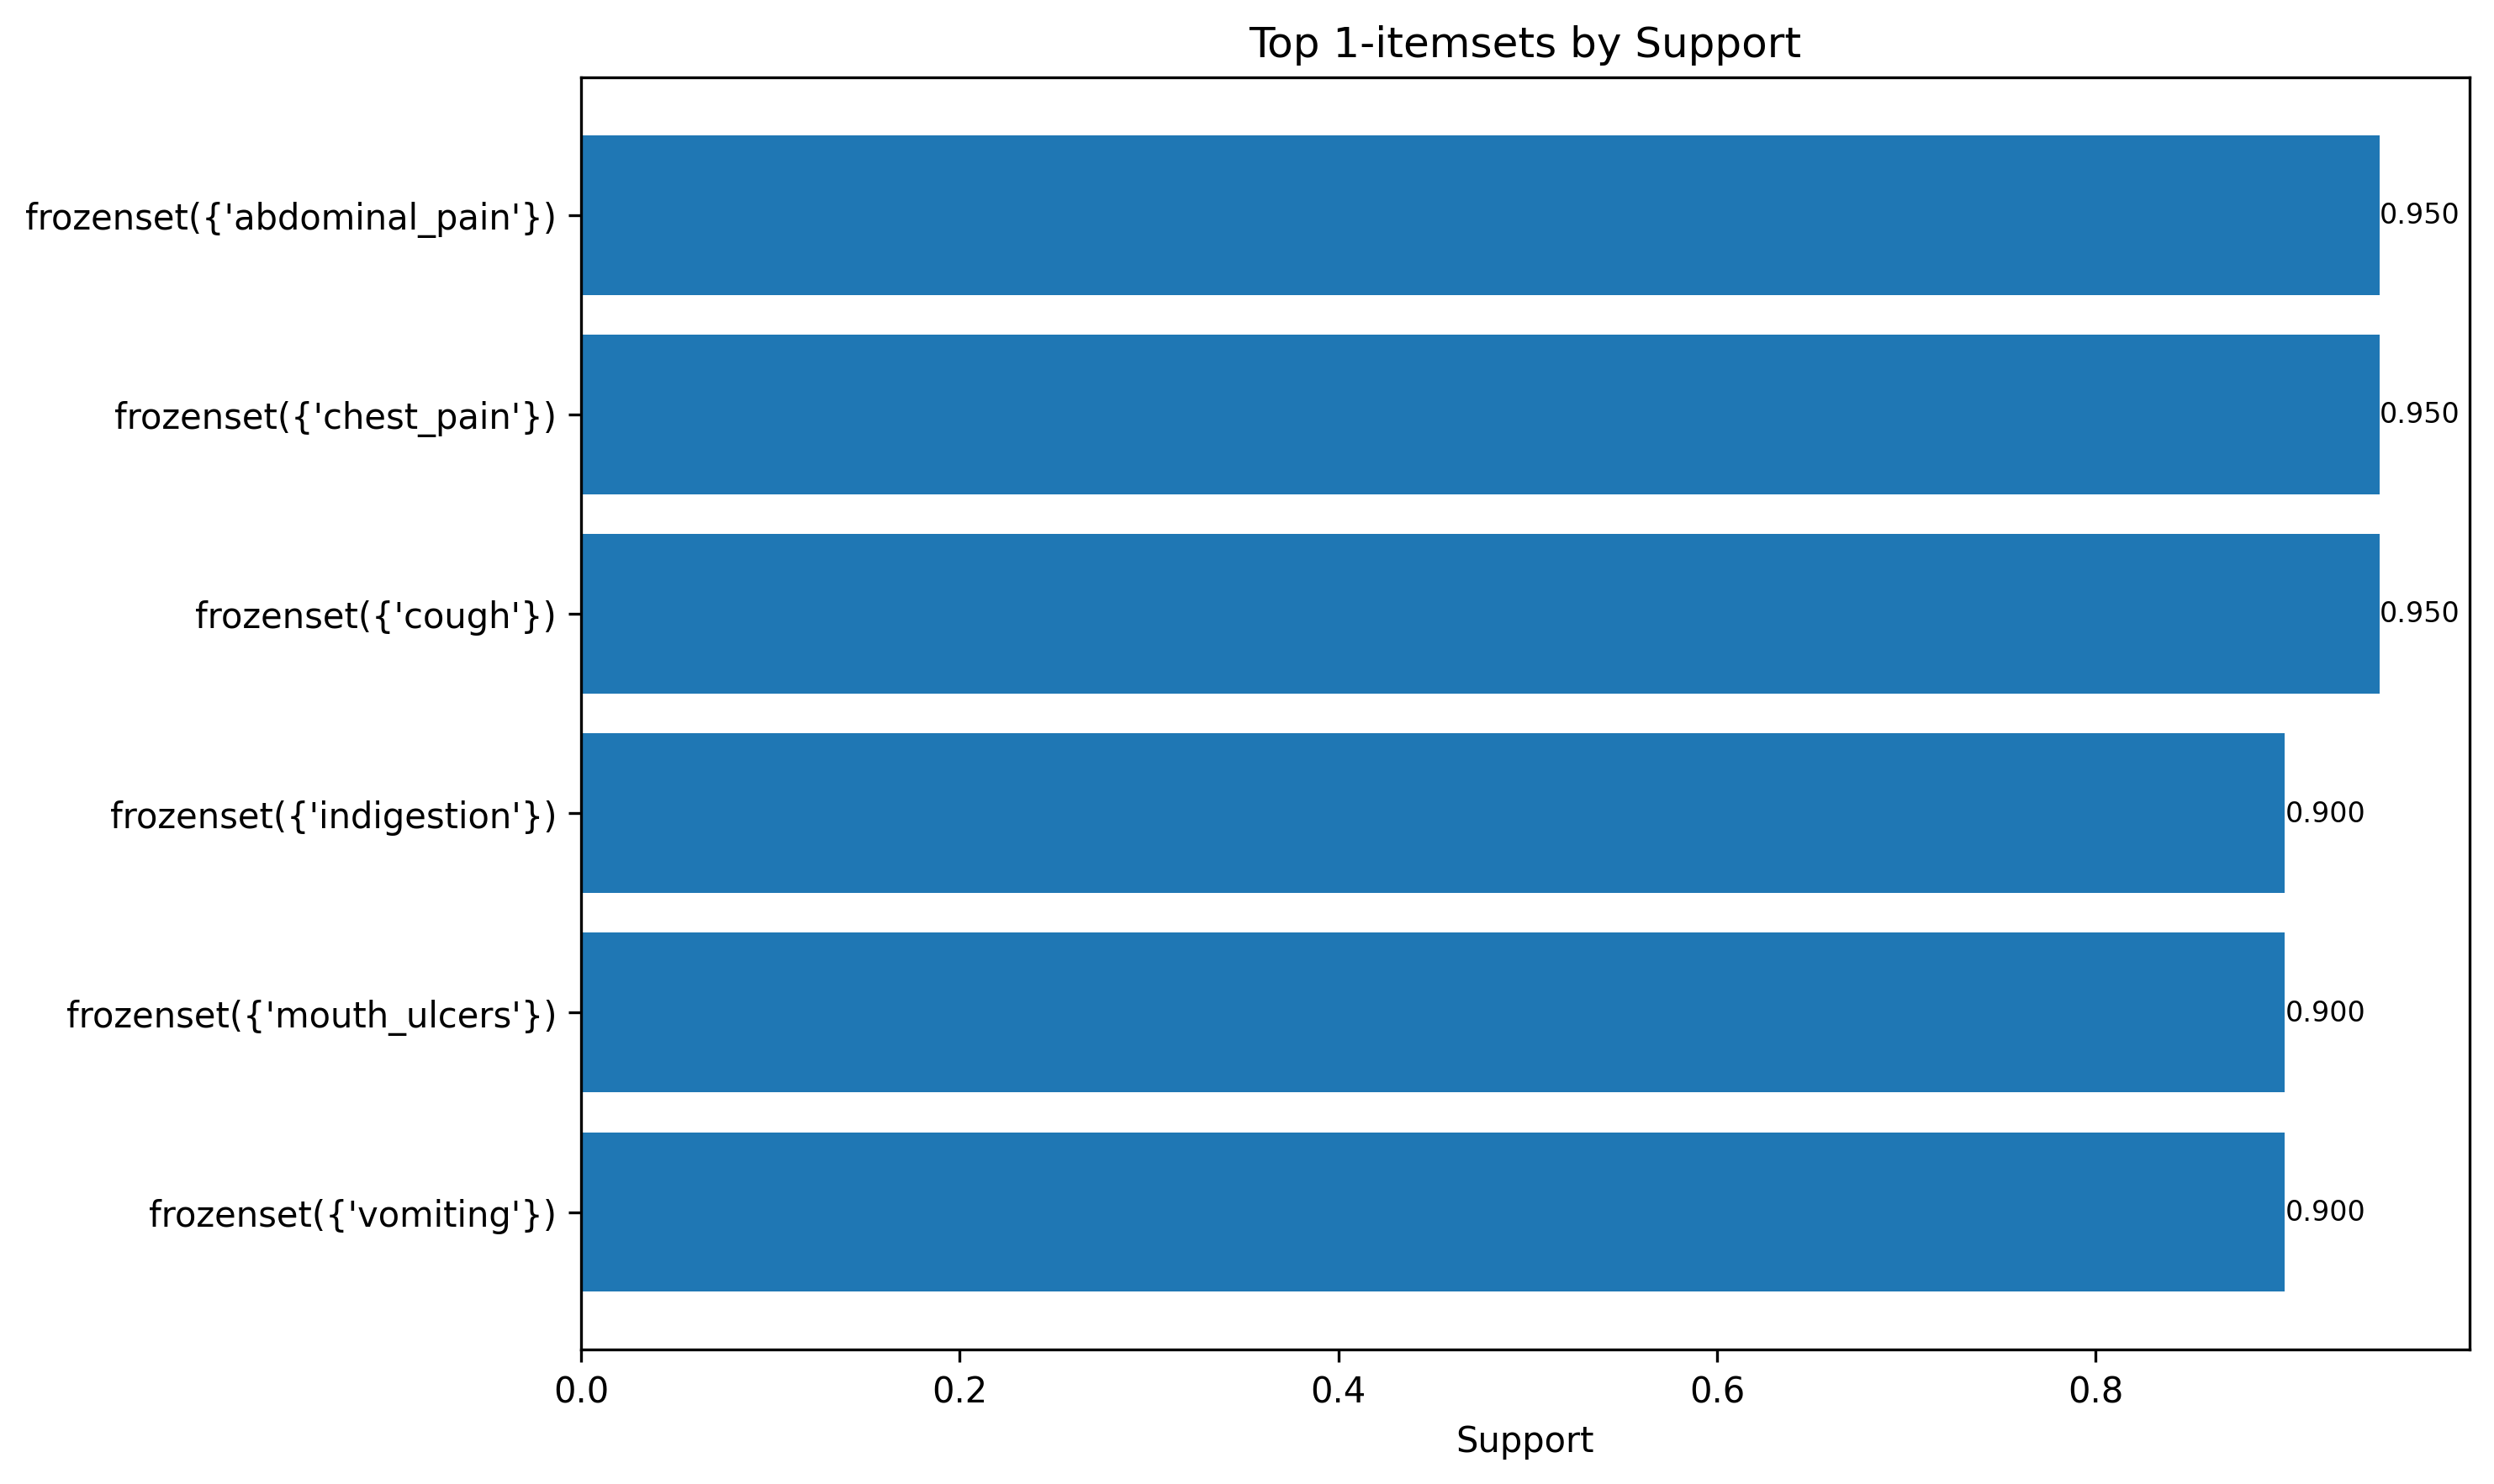 Top 1-itemsets by Support
frozenset({'abdominal_pain'})
0.950
frozenset({'chest_pain'})
0.950
frozenset({'cough'})
0.950
frozenset({'indigestion'})
0.900
frozenset({'mouth_ulcers'})
0.900
frozenset({'vomiting'})
0.900
0.0 0.2 0.4 0.6 0.8
Support